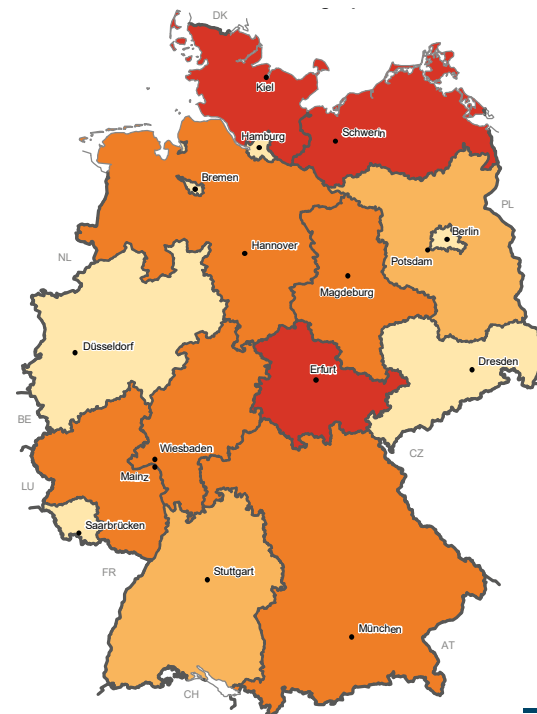 DK
Kiel
Schwerin
Hamburg
Bremen
PL
Berlin
NL
Hannover
Potsdam
Magdeburg
Düsseldorf
Erfurt
Dresden
BE
Wiesbaden
CZ
Mainz
LU
Saarbrücken
FR
Stuttgart
München
AT
CH